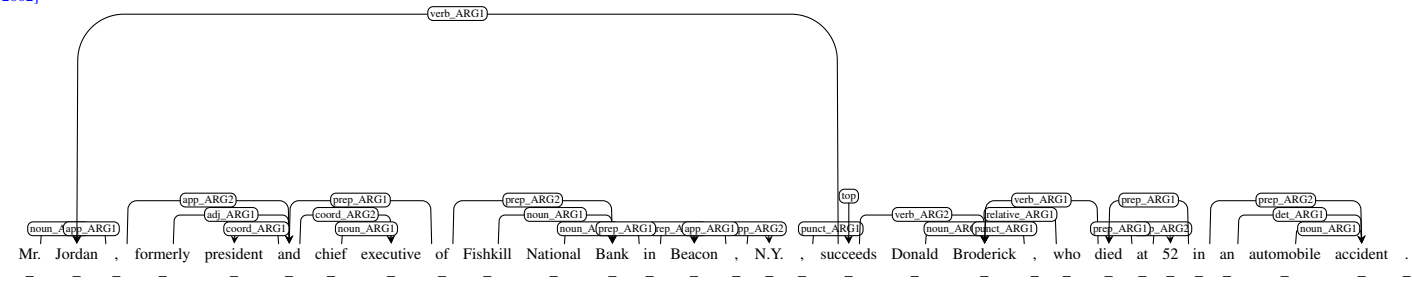 verb_ARG1
top
app_ARG2 prep_ARG1 prep_ARG2 verb_ARG1 prep_ARG1 prep_ARG2
adj_ARG1 coord_ARG2 noun_ARG1 verb_ARG2 relative_ARG1 det_ARG1
app_ARG1 coord_ARG1 noun_ARG1 prep_ARG1 app_ARG1 punct_ARG1 punct_ARG1 prep_ARG1 noun_ARG1
Mr. Jordan , formerly president and chief executive of Fishkill National Bank in Beacon , N.Y. , succeeds Donald Broderick , who died at 52 in an automobile accident .
_ _ _ _ _ _ _ _ _ _ _ _ _ _ _ _ _ _ _ _ _ _ _ _ _ _ _ _ _ _